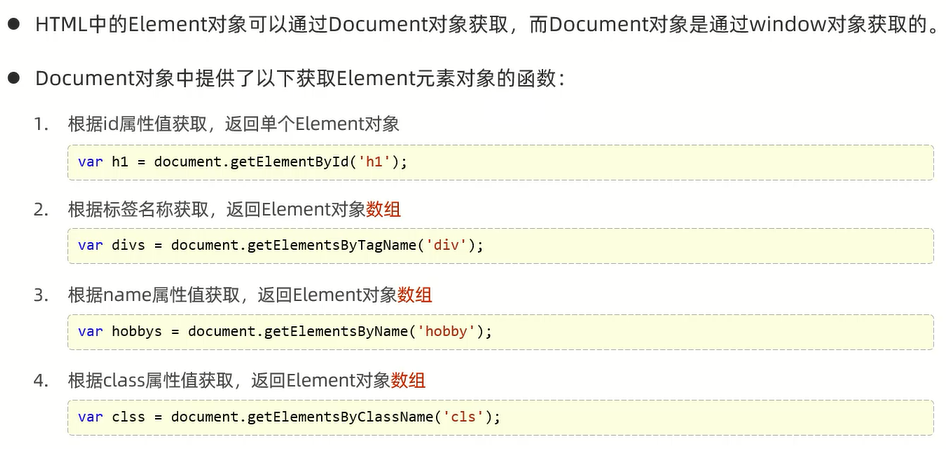 ● HTML中的Element对象可以通过Document对象获取，而Document对象是通过window对象获取的。
● Document对象中提供了以下获取Element元素对象的函数：
1. 根据id属性值获取，返回单个Element对象
var h1 = document.getElementById('h1');
2. 根据标签名称获取，返回Element对象数组
var divs = document.getElementsByTagName('div');
3. 根据name属性值获取，返回Element对象数组
var hobbys = document.getElementsByName('hobby');
4. 根据class属性值获取，返回Element对象数组
var clss = document.getElementsByClassName('cls');